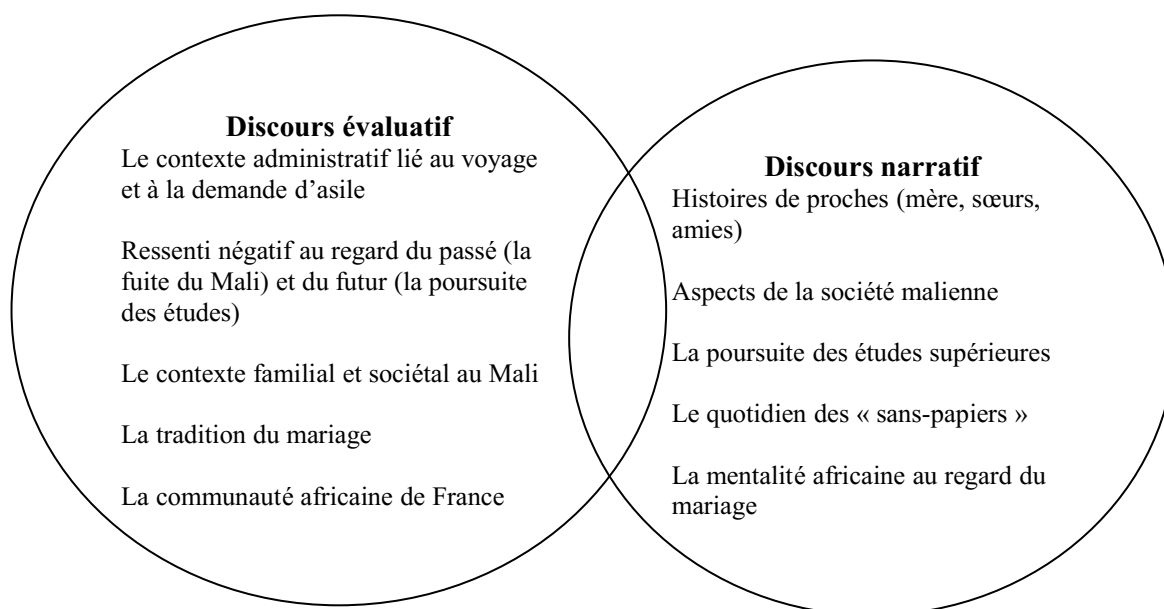 Discours évaluatif
Le contexte administratif lié au voyage
et à la demande d’asile
Ressenti négatif au regard du passé (la
fuite du Mali) et du futur (la poursuite
des études)
Le contexte familial et sociétal au Mali
La tradition du mariage
La communauté africaine de France
Discours narratif
Histoires de proches (mère, sœurs,
amies)
Aspects de la société malienne
La poursuite des études supérieures
Le quotidien des « sans-papiers »
La mentalité africaine au regard du
mariage